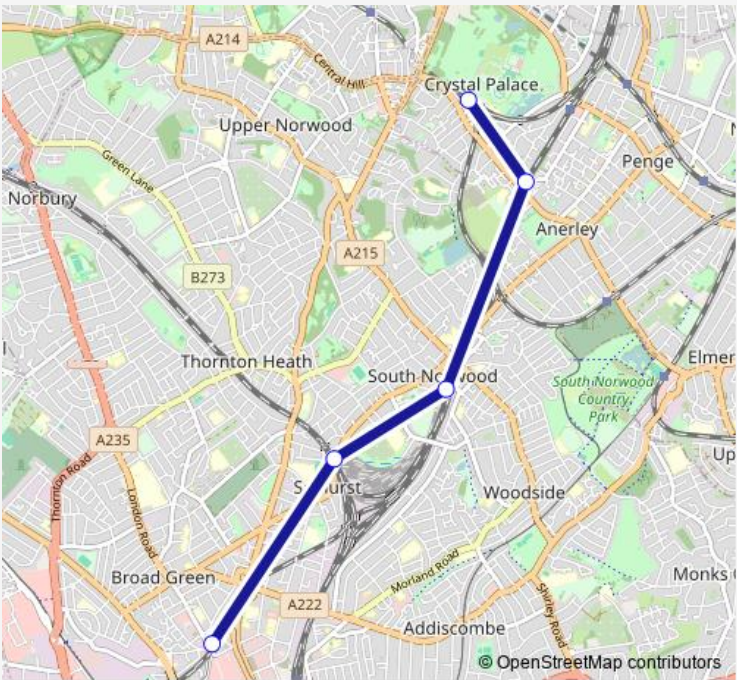 A214
Central Hill
Crystal Palace
Upper Norwood
Green Lane
Penge
Norbury
Anerley
A215
B273
Thornton Heath
Elmer
South Norwood
South Norwood
Country
Park
A235
Up
Thornton Road
London Road
Woodside
Broad Green
Morland Road
Monks
A222
Shirley Road
Addiscombe
© OpenStreetMap contributors